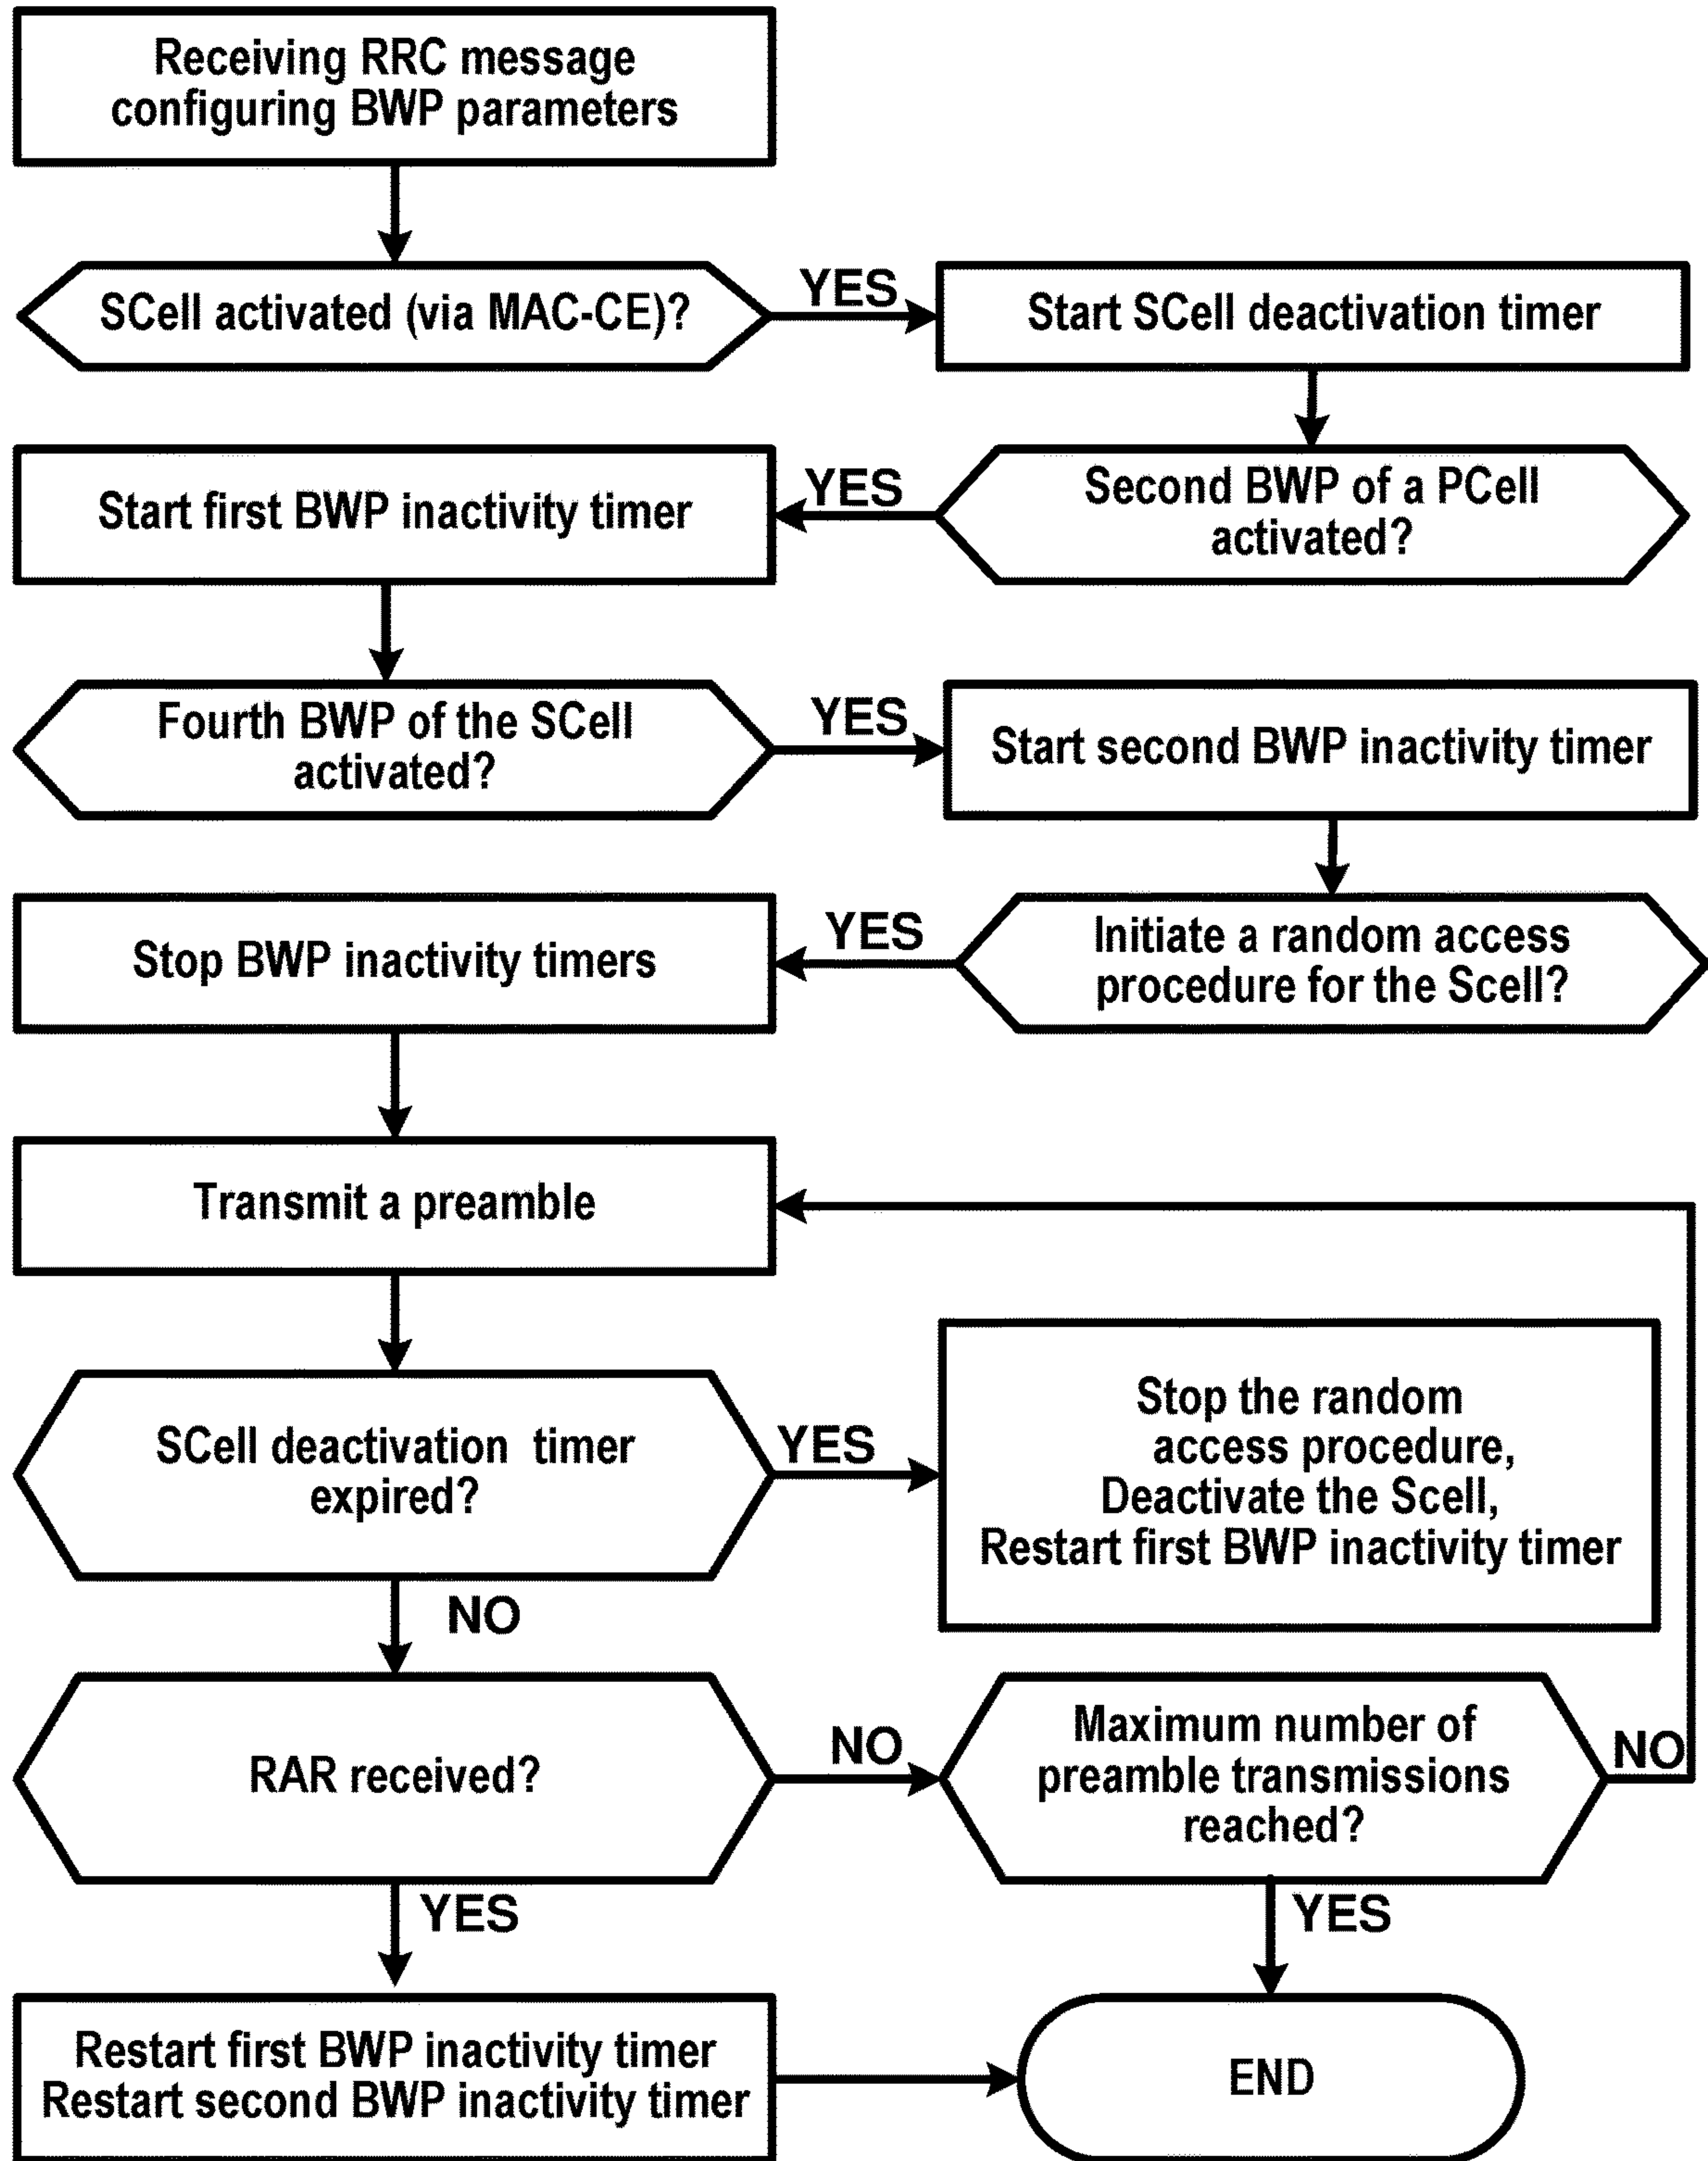 Receiving RRC message
configuring BWP parameters
SCell activated (via MAC-CE)?
YES
Start SCell deactivation timer
Second BWP of a PCell
activated?
YES
Start first BWP inactivity timer
Fourth BWP of the SCell
activated?
YES
Start second BWP inactivity timer
Initiate a random access
procedure for the Scell?
YES
Stop BWP inactivity timers
Transmit a preamble
SCell deactivation timer
expired?
YES
Stop the random
access procedure,
Deactivate the Scell,
Restart first BWP inactivity timer
NO
RAR received?
NO
Maximum number of
preamble transmissions
reached?
NO
YES
YES
Restart first BWP inactivity timer
Restart second BWP inactivity timer
END